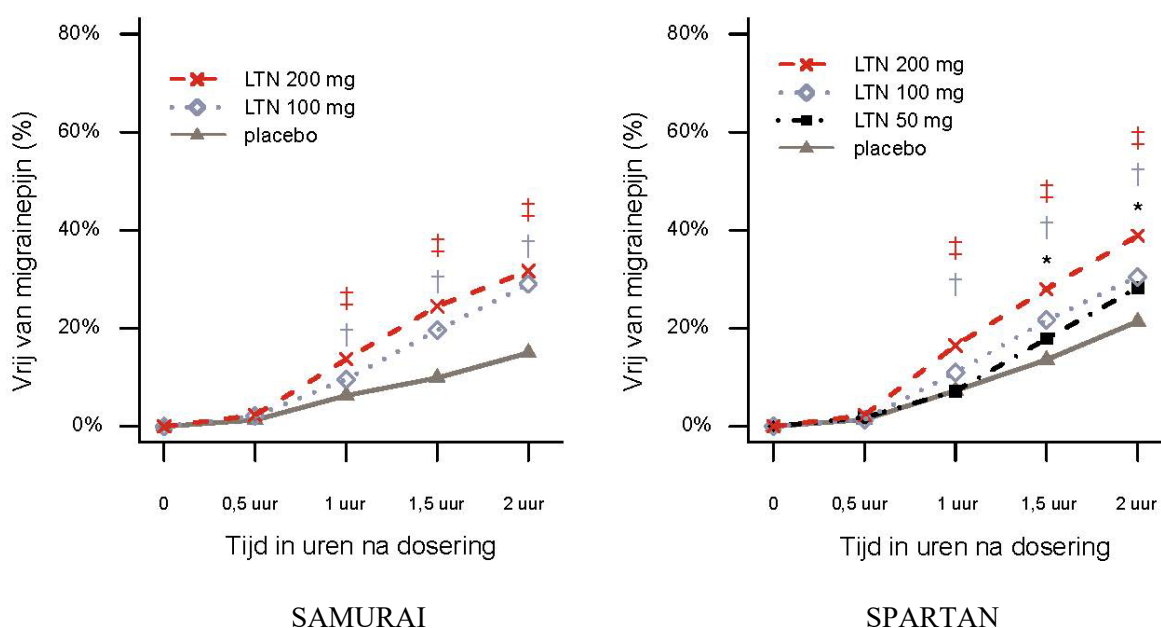 80%
60%
40%
20%
0%
Vrij van migrainepijn (%)
LTN 200 mg
LTN 100 mg
placebo
‡
†
‡
†
‡
†
0
0,5 uur
1 uur
1,5 uur
2 uur
Tijd in uren na dosering
SAMURAI
80%
60%
40%
20%
0%
Vrij van migrainepijn (%)
LTN 200 mg
LTN 100 mg
LTN 50 mg
placebo
‡
†
‡
†
*
‡
†
*
0
0,5 uur
1 uur
1,5 uur
2 uur
Tijd in uren na dosering
SPARTAN